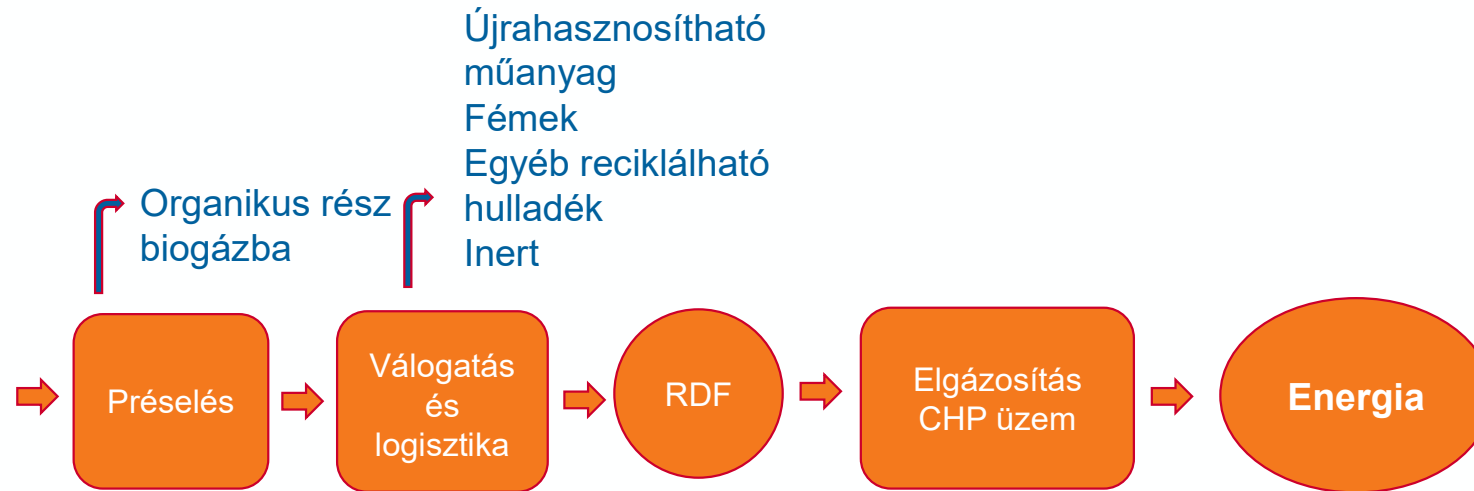 Újrahasznosítható
műanyag
Fémek
Egyéb reciklálható
hulladék
Inert
Organikus rész
biogázba
Préselés
Válogatás
és
logisztika
RDF
Elgázosítás
CHP üzem
Energia